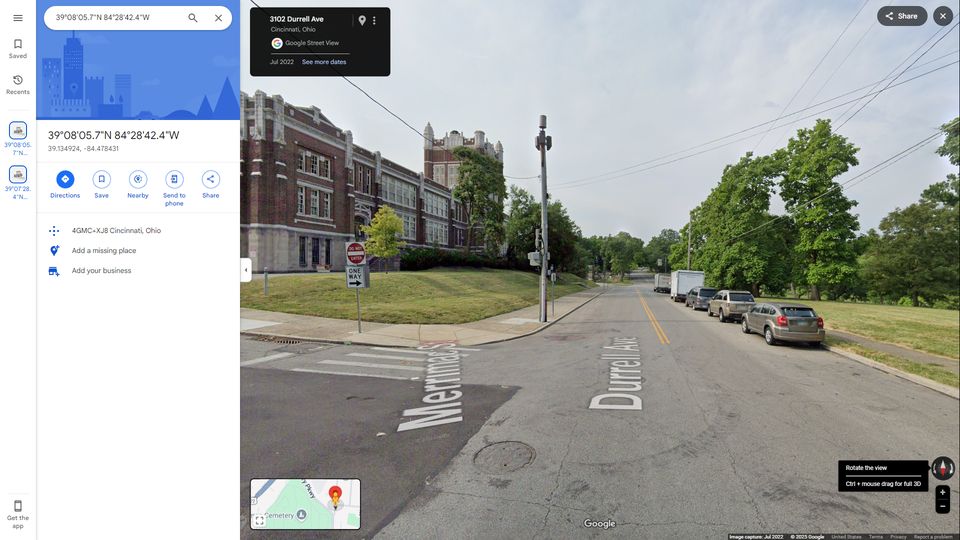 39°08'05.7"N 84°28'42.4"W
Saved
Recents
39°08'05.
7"N...
39°07'28.
4"N...
Get the
app
39°08'05.7"N 84°28'42.4"W
39.134924, -84.478431
Directions
Save
Nearby
Send to
phone
Share
4GMC+XJ8 Cincinnati, Ohio
Add a missing place
Add your business
3102 Durrell Ave
Cincinnati, Ohio
Google Street View
Jul 2022 See more dates
Share
DO NOT
ENTER
ONE
WAY
Merrimac St
Durrell Ave
Rotate the view
Ctrl + mouse drag for full 3D
y Pkwy
Cemetery
Google
Image capture: Jul 2022 © 2025 Google United States Terms Privacy Report a problem